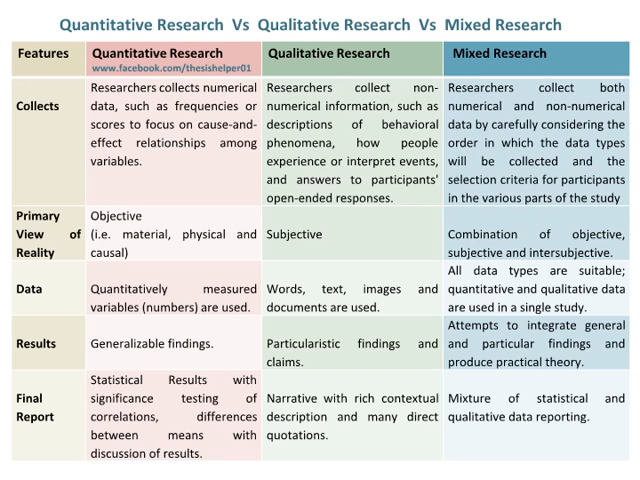 Quantitative Research Vs Qualitative Research Vs Mixed Research
Features
Quantitative Research
www.facebook.com/thesishelper01
Qualitative Research
Mixed Research
Collects
Researchers collects numerical
data, such as frequencies or
scores to focus on cause-and-
effect relationships among
variables.
Researchers collect non-
numerical information, such as
descriptions of behavioral
phenomena, how people
experience or interpret events,
and answers to participants'
open-ended responses.
Researchers collect both
numerical and non-numerical
data by carefully considering the
order in which the data types
will be collected and the
selection criteria for participants
in the various parts of the study
Primary
View of
Reality
Objective
(i.e. material, physical and
causal)
Subjective
Combination of objective,
subjective and intersubjective.
Data
Quantitatively measured
variables (numbers) are used.
Words, text, images and
documents are used.
All data types are suitable;
quantitative and qualitative data
are used in a single study.
Results
Generalizable findings.
Particularistic findings and
claims.
Attempts to integrate general
and particular findings and
produce practical theory.
Final
Report
Statistical Results with
significance testing of
correlations, differences
between means with
discussion of results.
Narrative with rich contextual
description and many direct
quotations.
Mixture of statistical and
qualitative data reporting.